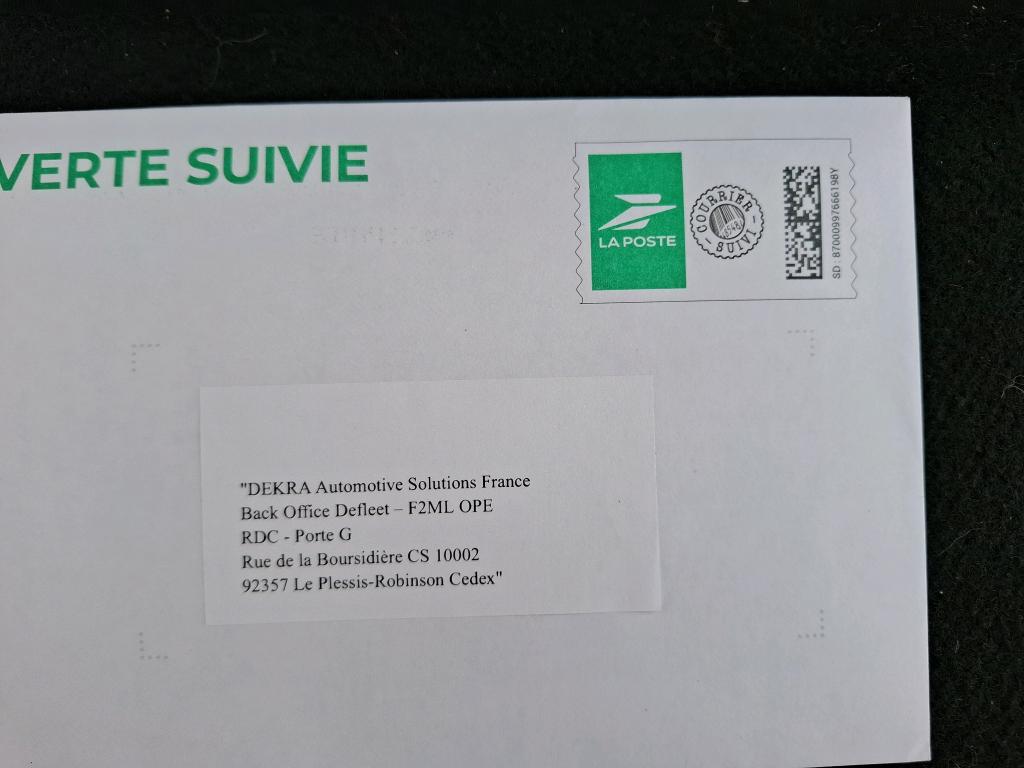 VERTE SUIVIE
LA POSTE
COURRIER
SUIVI
SD : 87000997666198Y
"DEKRA Automotive Solutions France
Back Office Defleet – F2ML OPE
RDC - Porte G
Rue de la Boursidière CS 10002
92357 Le Plessis-Robinson Cedex"